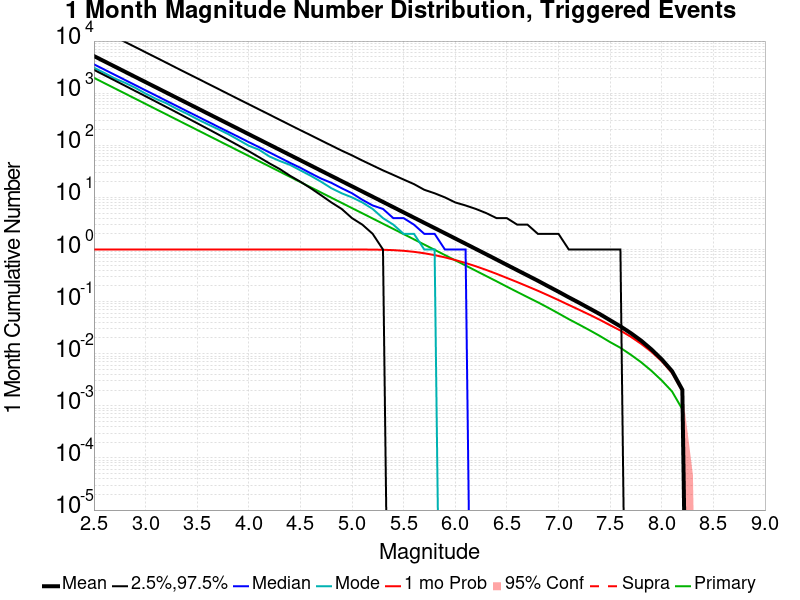 1 Month Magnitude Number Distribution, Triggered Events
1 Month Cumulative Number
10^4
10^3
10^2
10^1
10^0
10^-1
10^-2
10^-3
10^-4
10^-5
2.5 3.0 3.5 4.0 4.5 5.0 5.5 6.0 6.5 7.0 7.5 8.0 8.5 9.0
Magnitude
Mean 2.5%,97.5% Median Mode 1 mo Prob 95% Conf Supra Primary